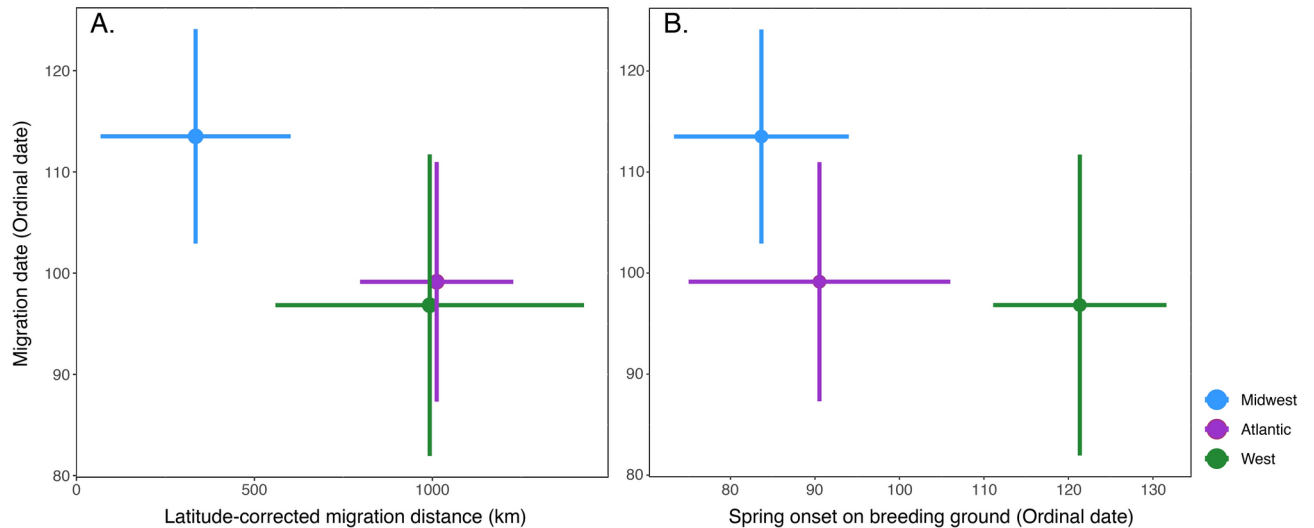 A.
B.
Migration date (Ordinal date)
120
110
100
90
80
0
500
1000
Latitude-corrected migration distance (km)
120
110
100
90
80
80
90
100
110
120
130
Spring onset on breeding ground (Ordinal date)
Midwest
Atlantic
West